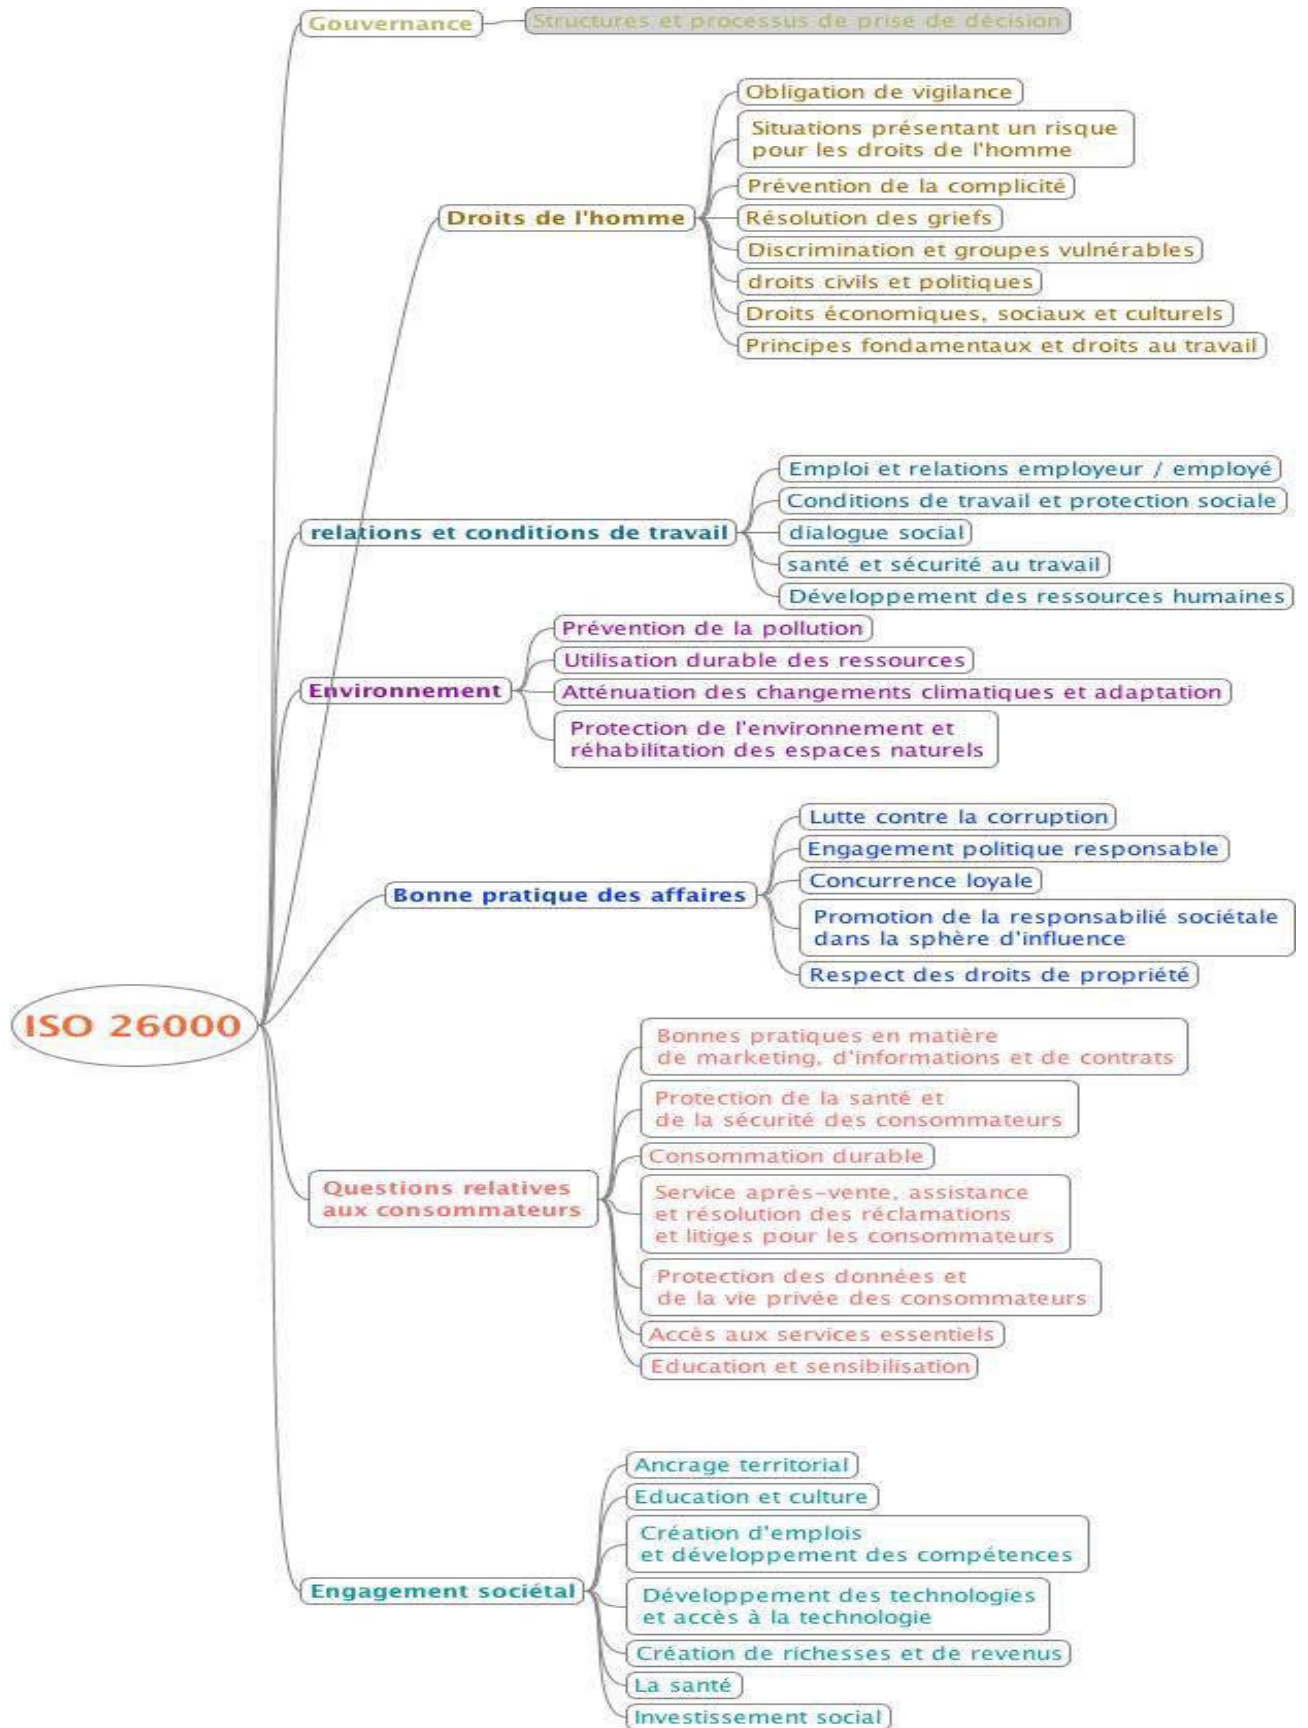 Gouvernance
Structures et processus de prise de décision
Droits de l'homme
Obligation de vigilance
Situations présentant un risque
pour les droits de l'homme
Prévention de la complicité
Résolution des griefs
Discrimination et groupes vulnérables
droits civils et politiques
Droits économiques, sociaux et culturels
Principes fondamentaux et droits au travail
relations et conditions de travail
Emploi et relations employeur / employé
Conditions de travail et protection sociale
dialogue social
santé et sécurité au travail
Développement des ressources humaines
Environnement
Prévention de la pollution
Utilisation durable des ressources
Atténuation des changements climatiques et adaptation
Protection de l'environnement et
réhabilitation des espaces naturels
Bonne pratique des affaires
Lutte contre la corruption
Engagement politique responsable
Concurrence loyale
Promotion de la responsabilié sociétale
dans la sphère d'influence
Respect des droits de propriété
ISO 26000
Questions relatives
aux consommateurs
Bonnes pratiques en matière
de marketing, d'informations et de contrats
Protection de la santé et
de la sécurité des consommateurs
Consommation durable
Service après-vente, assistance
et résolution des réclamations
et litiges pour les consommateurs
Protection des données et
de la vie privée des consommateurs
Accès aux services essentiels
Education et sensibilisation
Engagement sociétal
Ancrage territorial
Education et culture
Création d'emplois
et développement des compétences
Développement des technologies
et accès à la technologie
Création de richesses et de revenus
La santé
Investissement social